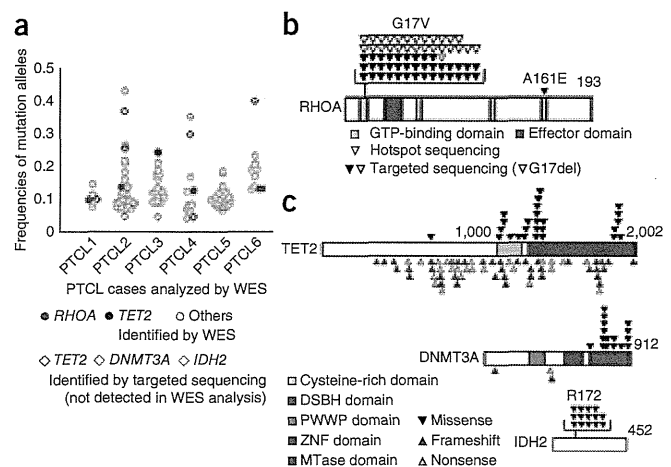 a
Frequencies of mutation alleles
0.5
0.4
0.3
0.2
0.1
0
PTCL1
PTCL2
PTCL3
PTCL4
PTCL5
PTCL6
PTCL cases analyzed by WES
RHOA TET2 Others
Identified by WES
TET2 DNMT3A IDH2
Identified by targeted sequencing
(not detected in WES analysis)
b
G17V
A161E
193
RHOA
GTP-binding domain Effector domain
Hotspot sequencing
Targeted sequencing (▽G17del)
c
1,000
2,002
TET2
912
DNMT3A
Cysteine-rich domain
DSBH domain
PWWP domain
ZNF domain
MTase domain
Missense
Frameshift
Nonsense
R172
452
IDH2